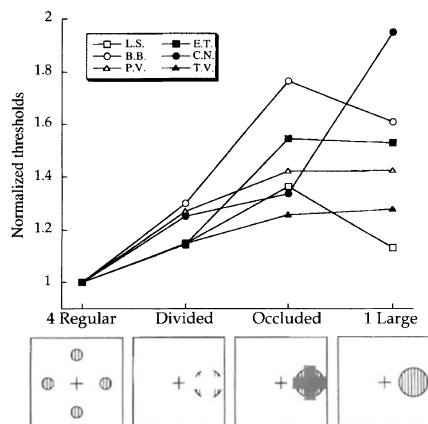 2
1.8
1.6
1.4
1.2
1
Normalized thresholds
L.S. E.T.
B.B. C.N.
P.V. T.V.
4 Regular Divided Occluded 1 Large